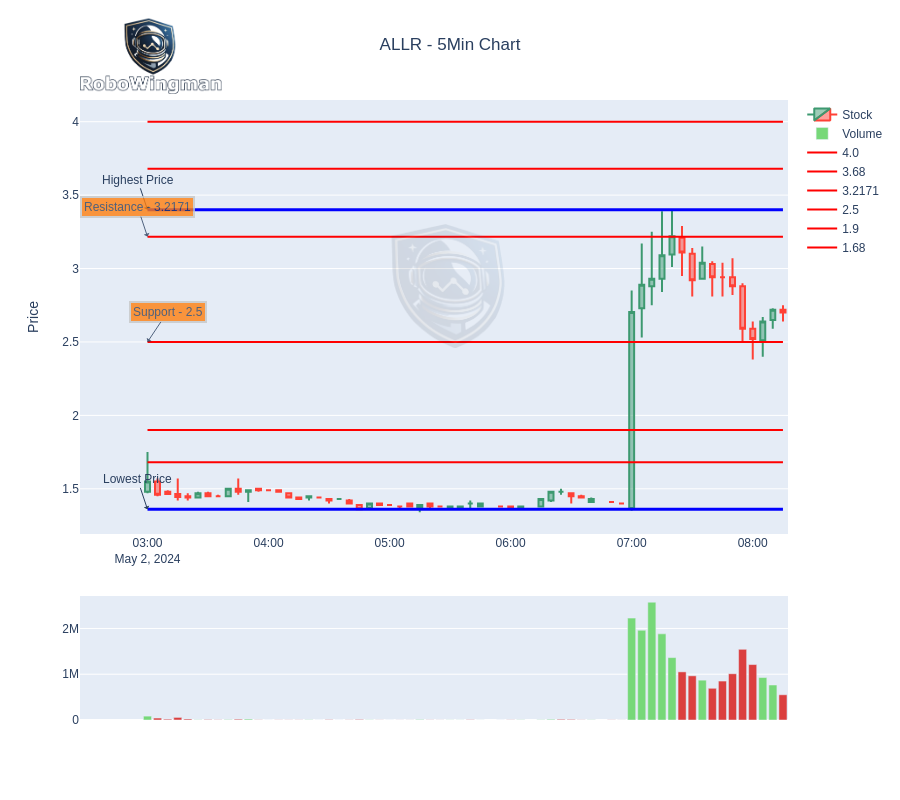 ALLR - 5Min Chart
RoboWingman
4
3.5
3
2.5
2
1.5
Price
Highest Price
Resistance - 3.2171
Support - 2.5
Lowest Price
03:00
May 2, 2024
04:00
05:00
06:00
07:00
08:00
2M
1M
0
Stock
Volume
4.0
3.68
3.2171
2.5
1.9
1.68